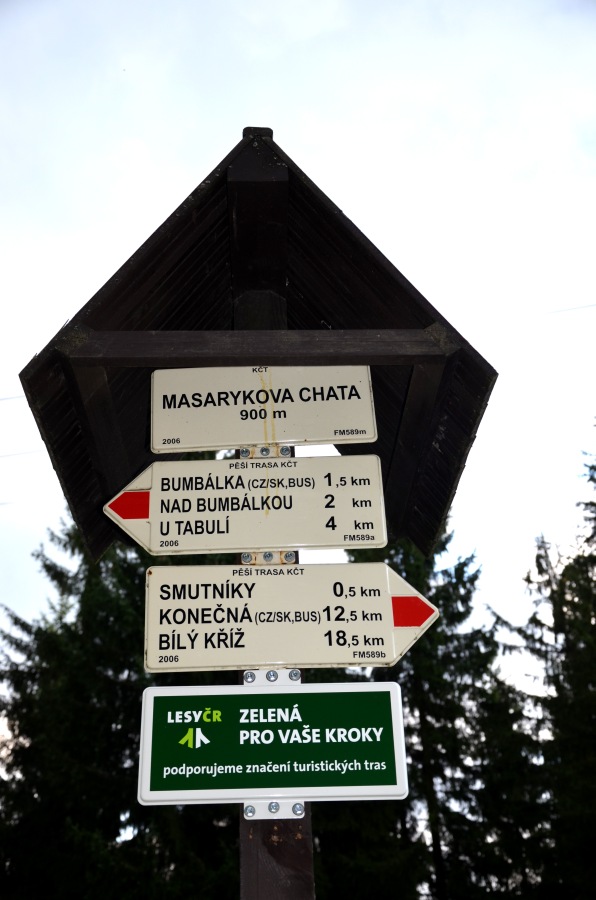 KČT
MASARYKOVA CHATA
900 m
2006 FM589m
PĚŠÍ TRASA KČT
BUMBÁLKA (CZ/SK,BUS) 1,5 km
NAD BUMBÁLKOU 2 km
U TABULÍ 4 km
2006 FM589a
PĚŠÍ TRASA KČT
SMUTNÍKY 0,5 km
KONEČNÁ (CZ/SK,BUS) 12,5 km
BÍLÝ KŘÍŽ 18,5 km
2006 FM589b
LESYČR ZELENÁ
PRO VAŠE KROKY
podporujeme značení turistických tras